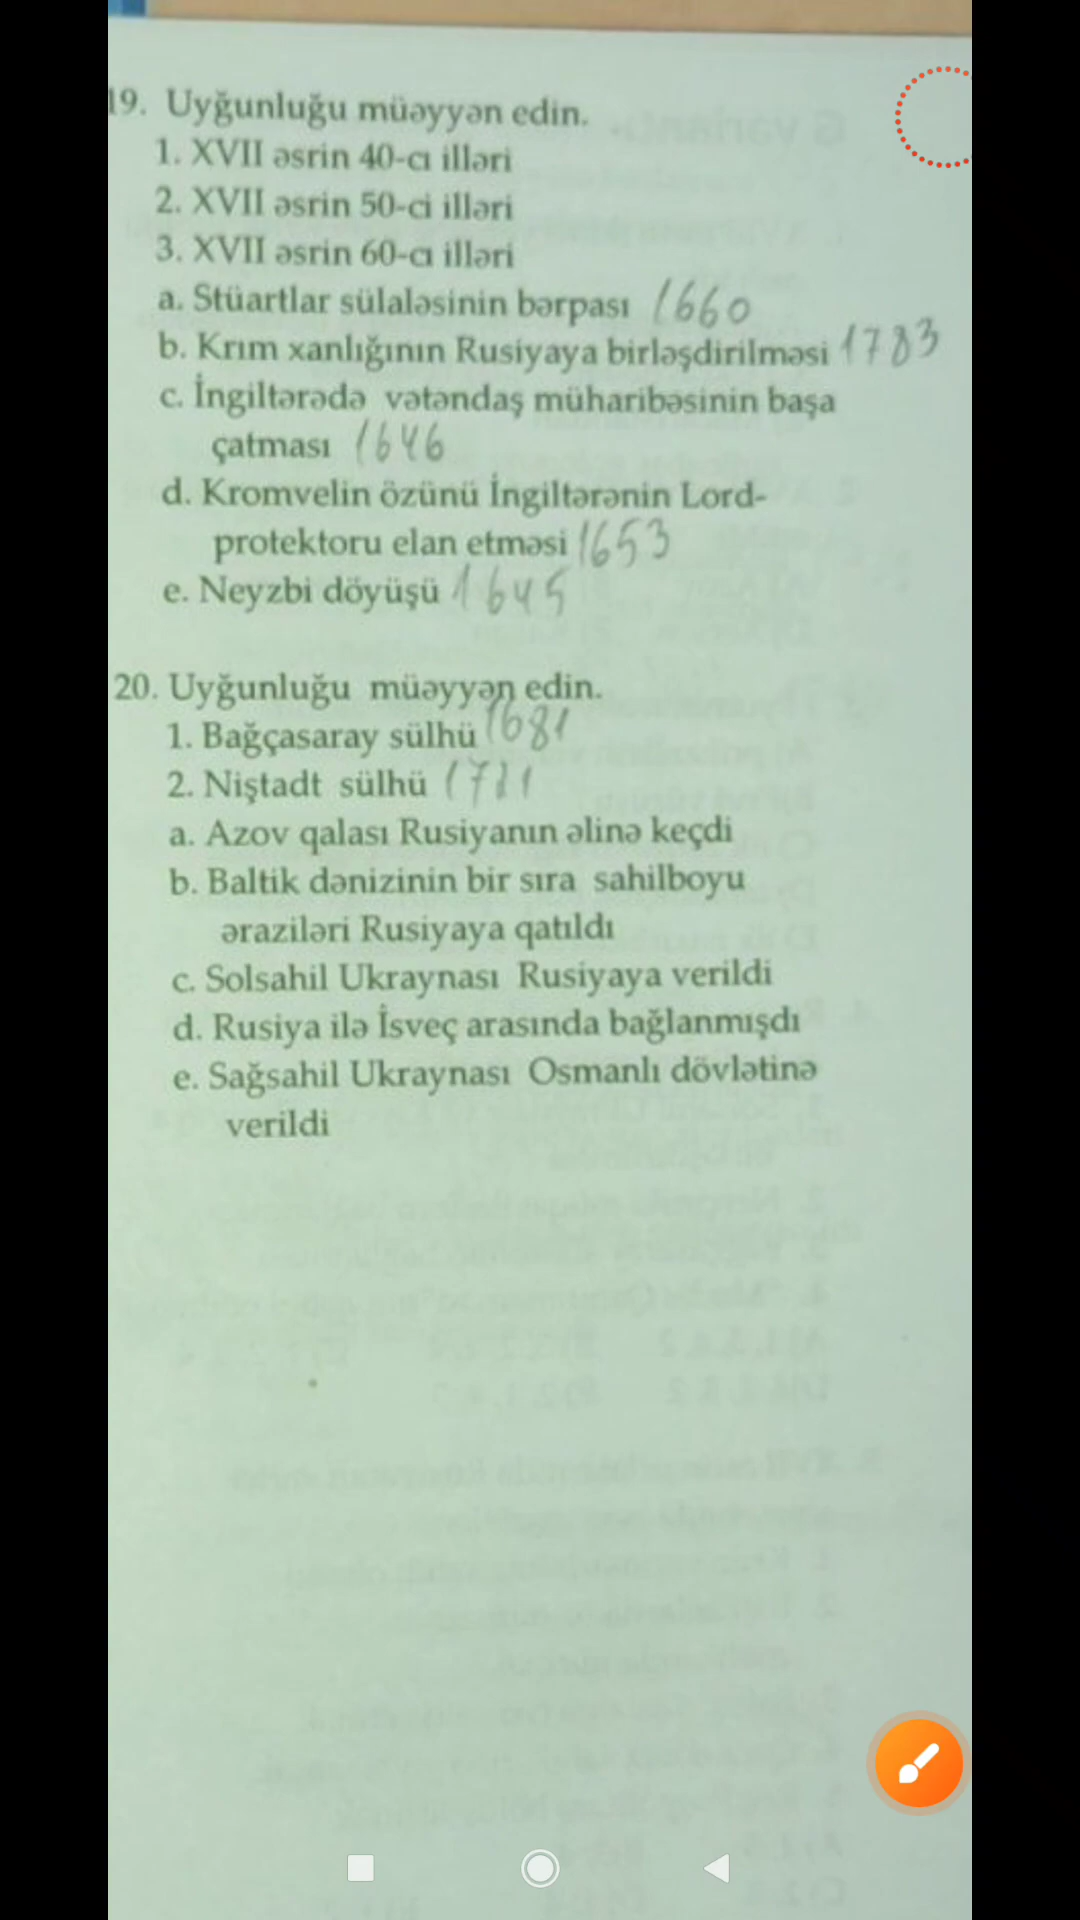 19. Uyğunluğu müəyyən edin.
1. XVII əsrin 40-cı illəri
2. XVII əsrin 50-ci illəri
3. XVII əsrin 60-cı illəri
a. Stüartlar sülaləsinin bərpası 1660
b. Krım xanlığının Rusiyaya birləşdirilməsi 1783
c. İngiltərədə vətəndaş müharibəsinin başa
çatması 1646
d. Kromvelin özünü İngiltərənin Lord-
protektoru elan etməsi 1653
e. Neyzbi döyüşü 1645
20. Uyğunluğu müəyyən edin.
1. Bağçasaray sülhü 1681
2. Niştadt sülhü 1721
a. Azov qalası Rusiyanın əlinə keçdi
b. Baltik dənizinin bir sıra sahilboyu
əraziləri Rusiyaya qatıldı
c. Solsahil Ukraynası Rusiyaya verildi
d. Rusiya ilə İsveç arasında bağlanmışdı
e. Sağsahil Ukraynası Osmanlı dövlətinə
verildi